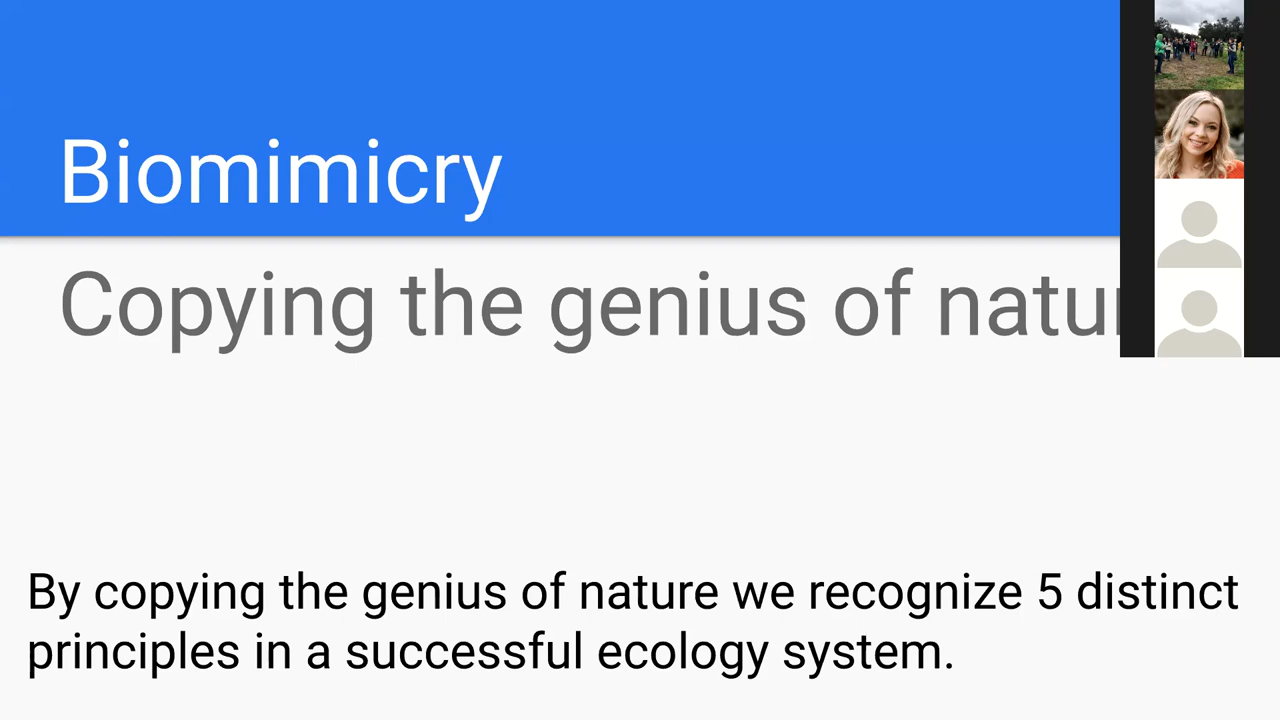 Biomimicry
Copying the genius of
By copying the genius of nature we recognize 5 distinct
principles in a successful ecology system.